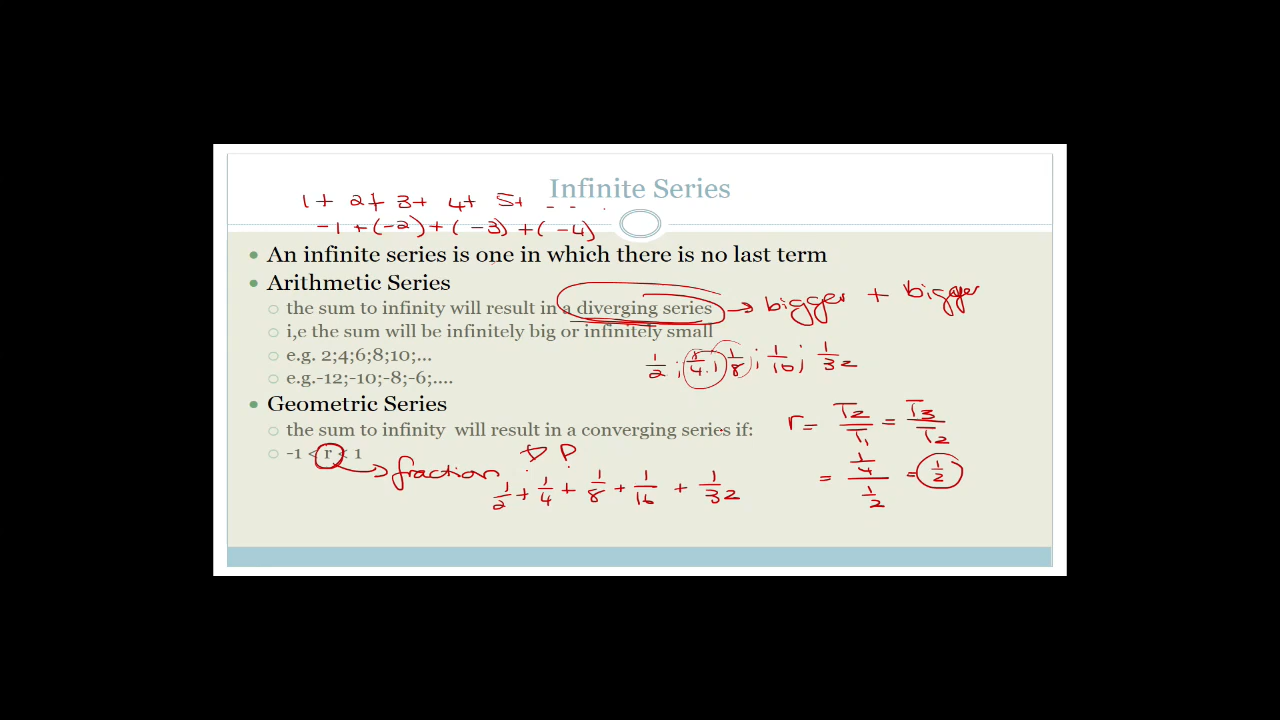 Infinite Series
1 + 2 + 3 + 4 + 5 + - - .
-1 + (-2) + (-3) + (-4)
• An infinite series is one in which there is no last term
• Arithmetic Series
○ the sum to infinity will result in a diverging series → bigger + bigger
○ i,e the sum will be infinitely big or infinitely small
○ e.g. 2;4;6;8;10;...
1/2 ; 1/4 ; 1/8 ; 1/16 ; 1/32
○ e.g.-12;-10;-8;-6;....
• Geometric Series
r = T2/T1 = T3/T2
○ the sum to infinity will result in a converging series if:
○ -1 < r < 1 → fraction
= 1/4 / 1/2 = 1/2
1/2 + 1/4 + 1/8 + 1/16 + 1/32